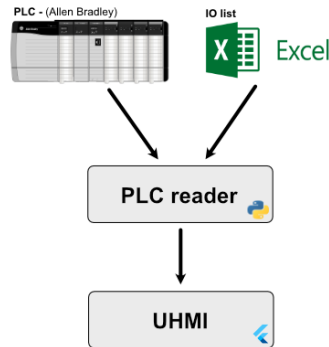 PLC - (Allen Bradley)
IO list
X
Excel
PLC reader
UHMI